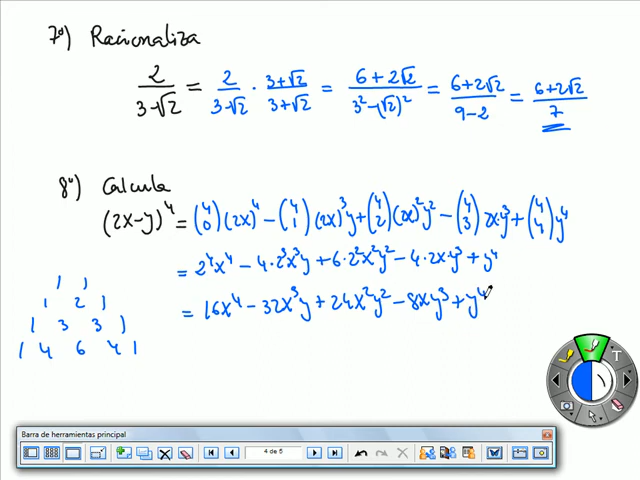 7º) Racionaliza
2/(3-√2) = 2/(3-√2) · (3+√2)/(3+√2) = (6+2√2)/(3²-(√2)²) = (6+2√2)/(9-2) = (6+2√2)/7
8º) Calcula
(2x-y)⁴ = (4 0)(2x)⁴ - (4 1)(2x)³y + (4 2)(2x)²y² - (4 3)2xy³ + (4 4)y⁴
= 2⁴x⁴ - 4·2³x³y + 6·2²x²y² - 4·2xy³ + y⁴
= 16x⁴ - 32x³y + 24x²y² - 8xy³ + y⁴
1 1
1 2 1
1 3 3 1
1 4 6 4 1
Barra de herramientas principal
4 de 5